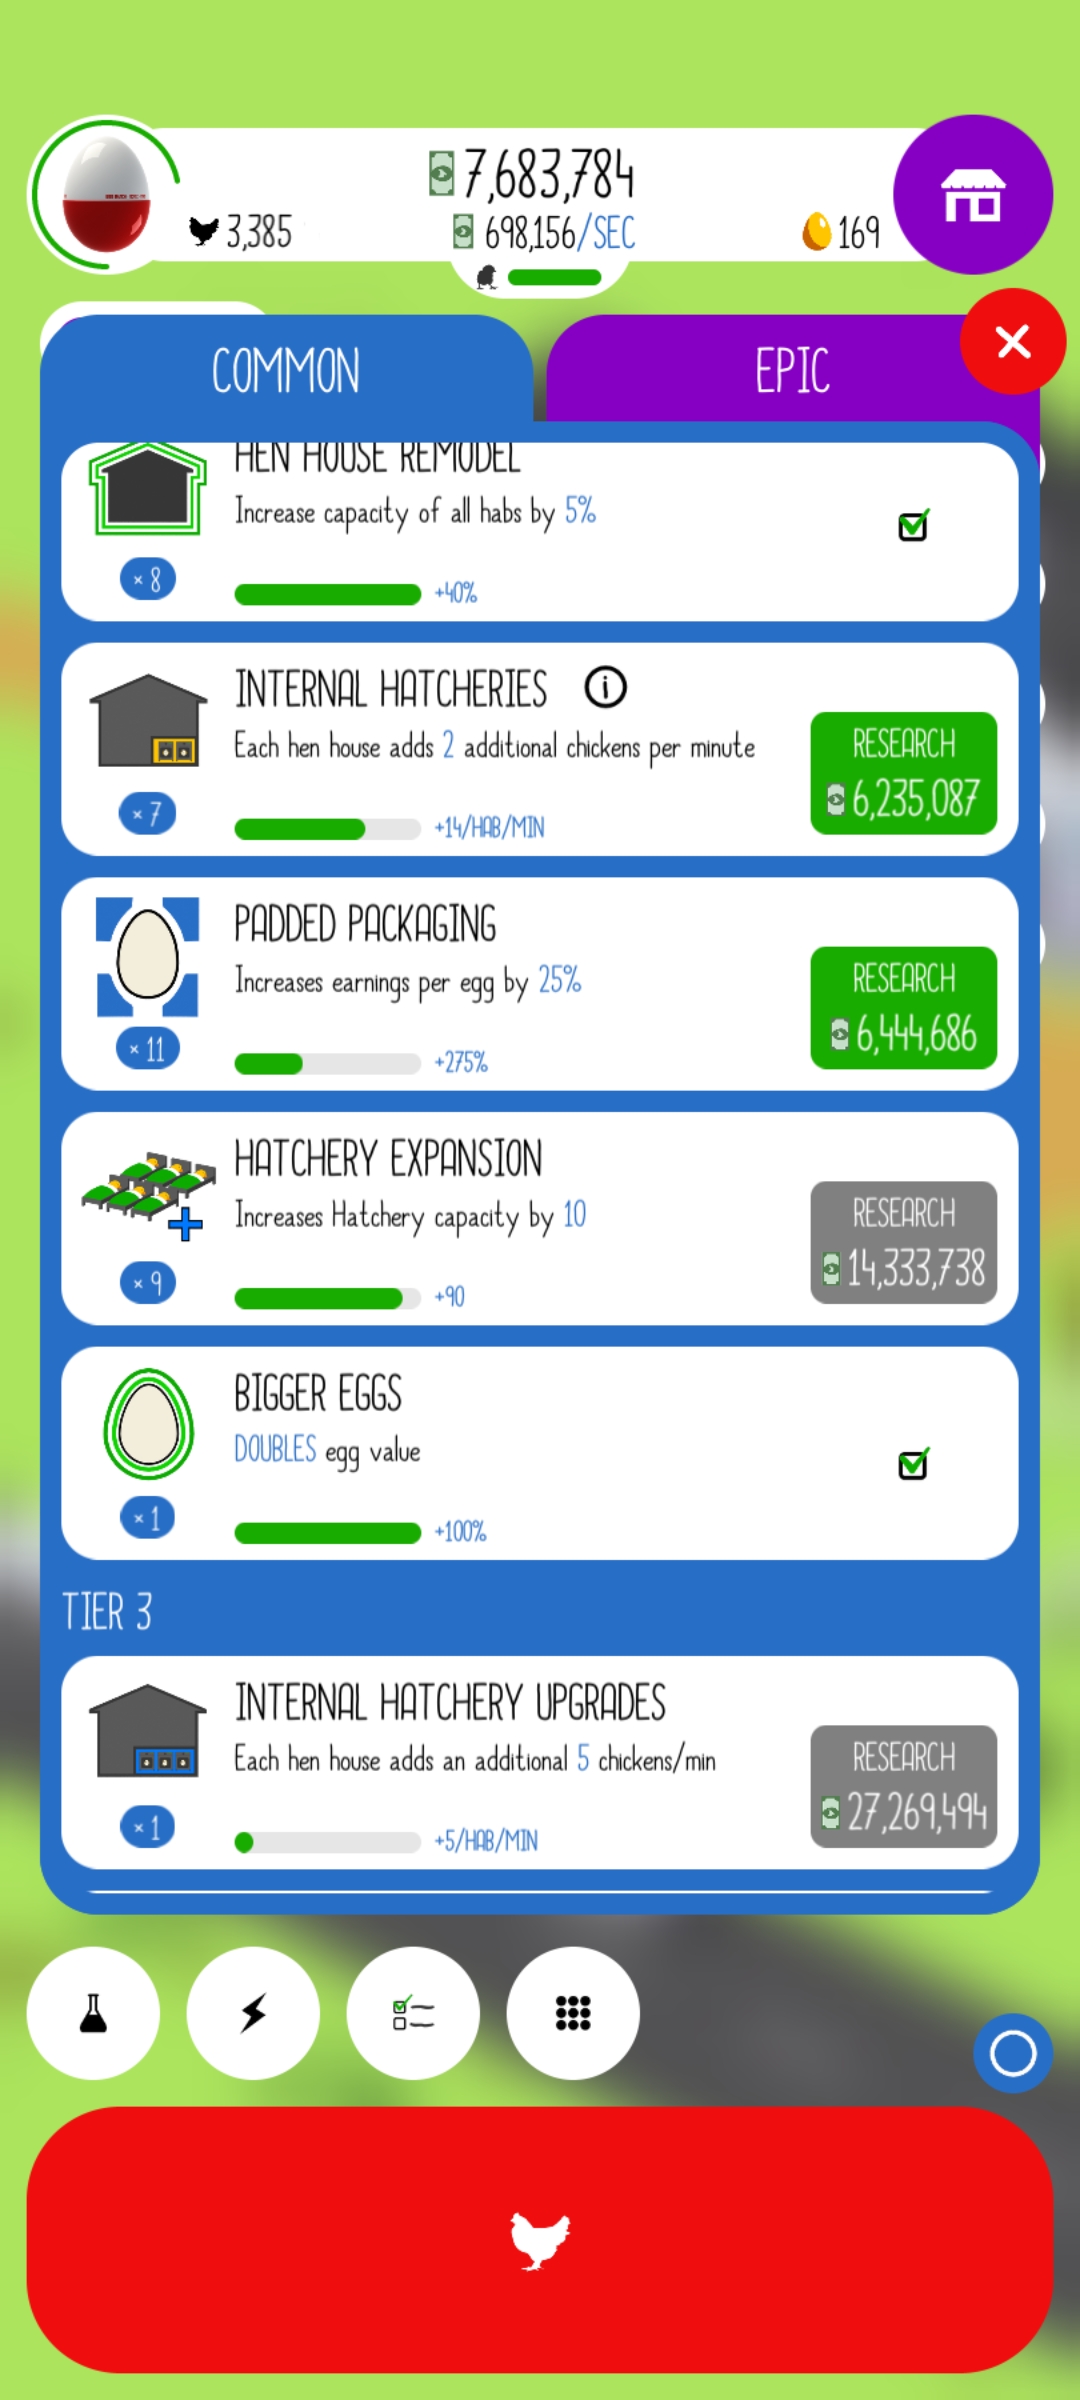 7,683,784
3,385
698,156/SEC
169
COMMON
EPIC
HEN HOUSE REMODEL
Increase capacity of all habs by 5%
× 8
+40%
INTERNAL HATCHERIES i
Each hen house adds 2 additional chickens per minute
RESEARCH
6,235,087
× 7
+14/HAB/MIN
PADDED PACKAGING
Increases earnings per egg by 25%
RESEARCH
6,444,686
× 11
+275%
HATCHERY EXPANSION
Increases Hatchery capacity by 10
RESEARCH
14,333,738
× 9
+90
BIGGER EGGS
DOUBLES egg value
× 1
+100%
TIER 3
INTERNAL HATCHERY UPGRADES
Each hen house adds an additional 5 chickens/min
RESEARCH
27,269,494
× 1
+5/HAB/MIN